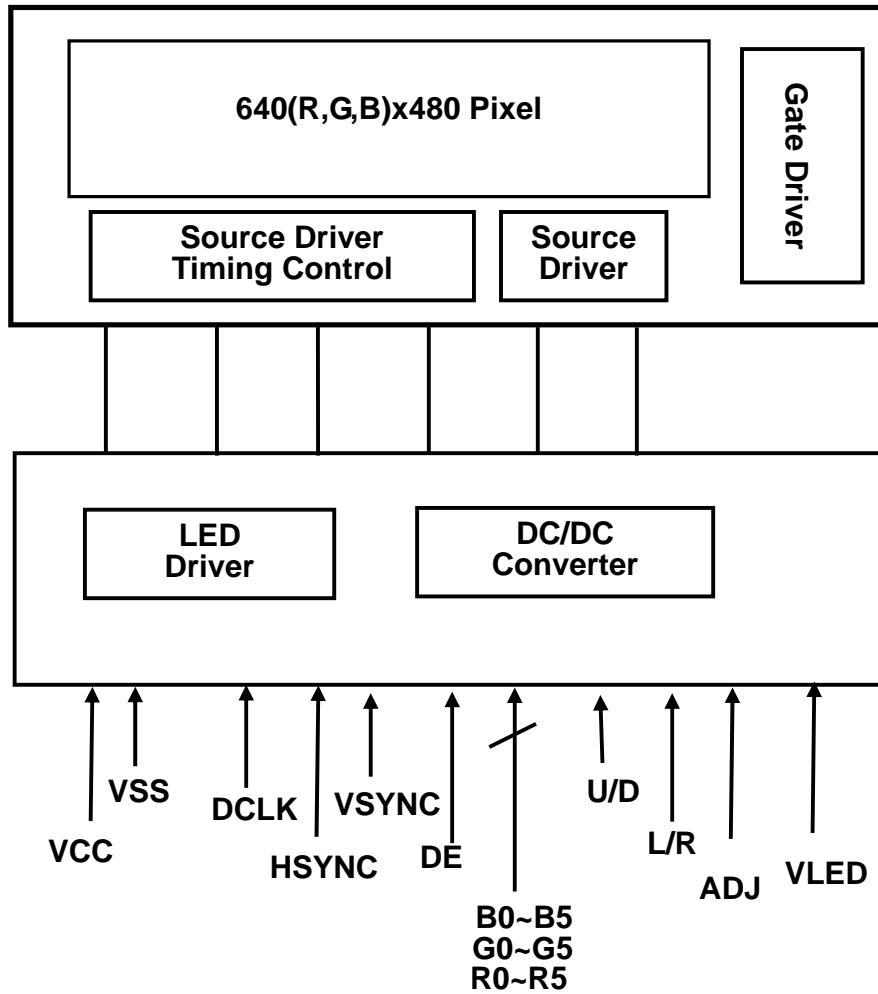 640(R,G,B)x480 Pixel
Gate Driver
Source Driver
Timing Control
Source
Driver
LED
Driver
DC/DC
Converter
VCC
VSS
DCLK
HSYNC
VSYNC
DE
B0~B5
G0~G5
R0~R5
U/D
L/R
ADJ
VLED